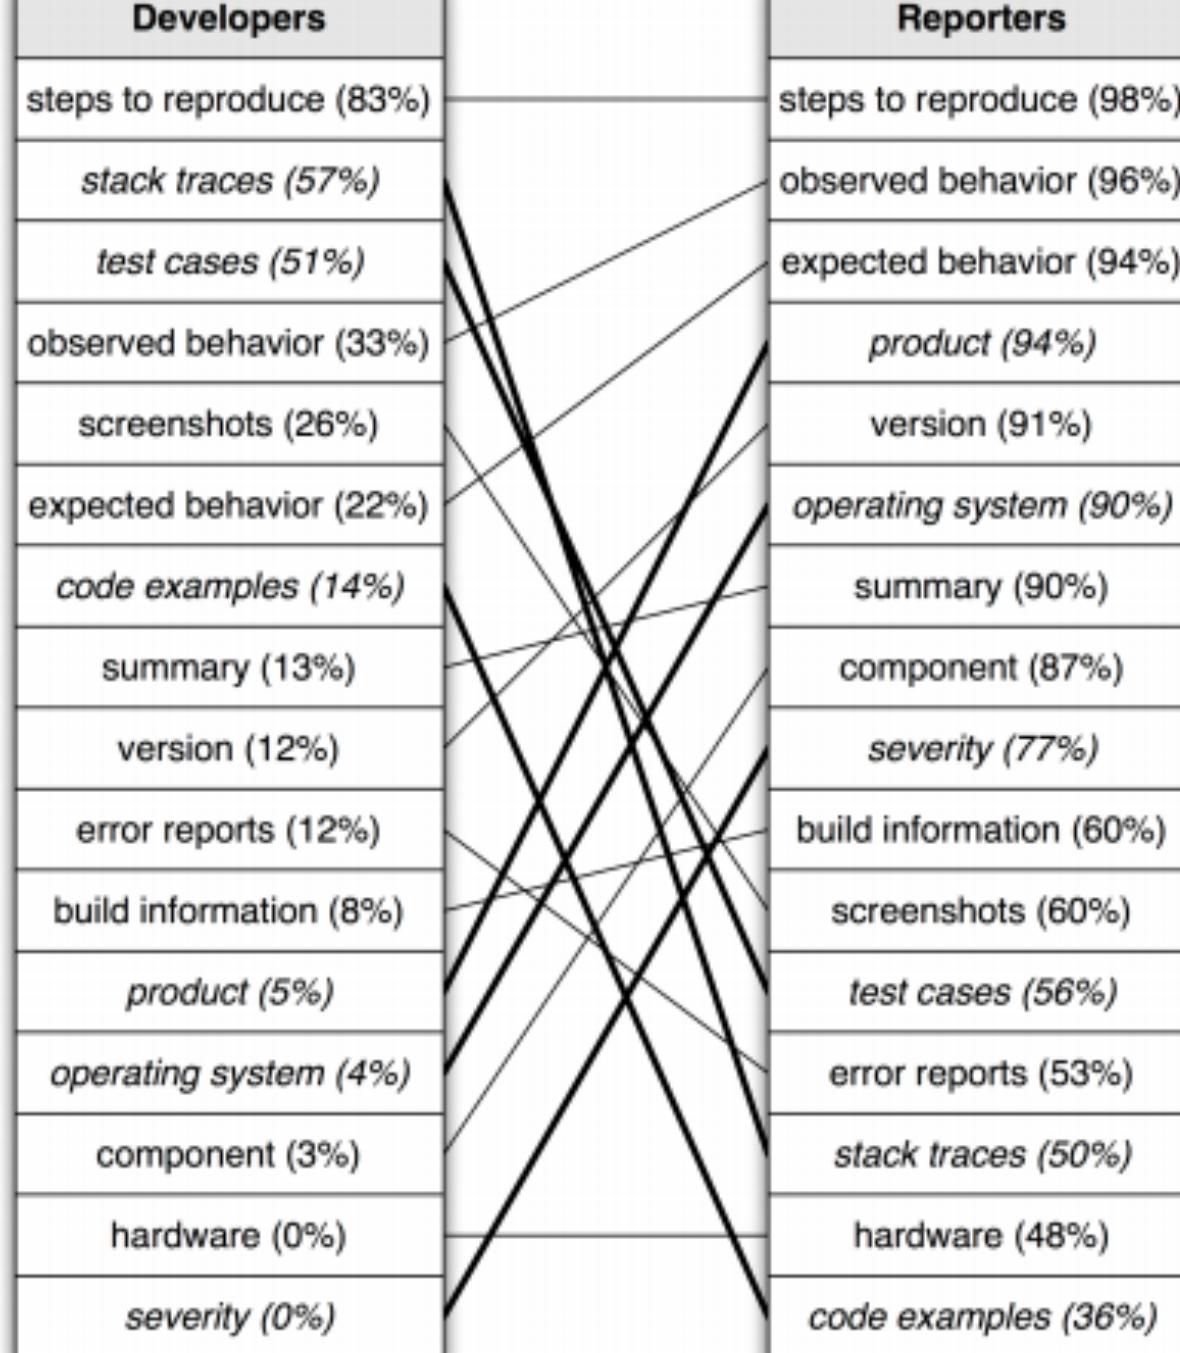 Developers
steps to reproduce (83%)
stack traces (57%)
test cases (51%)
observed behavior (33%)
screenshots (26%)
expected behavior (22%)
code examples (14%)
summary (13%)
version (12%)
error reports (12%)
build information (8%)
product (5%)
operating system (4%)
component (3%)
hardware (0%)
severity (0%)
Reporters
steps to reproduce (98%)
observed behavior (96%)
expected behavior (94%)
product (94%)
version (91%)
operating system (90%)
summary (90%)
component (87%)
severity (77%)
build information (60%)
screenshots (60%)
test cases (56%)
error reports (53%)
stack traces (50%)
hardware (48%)
code examples (36%)